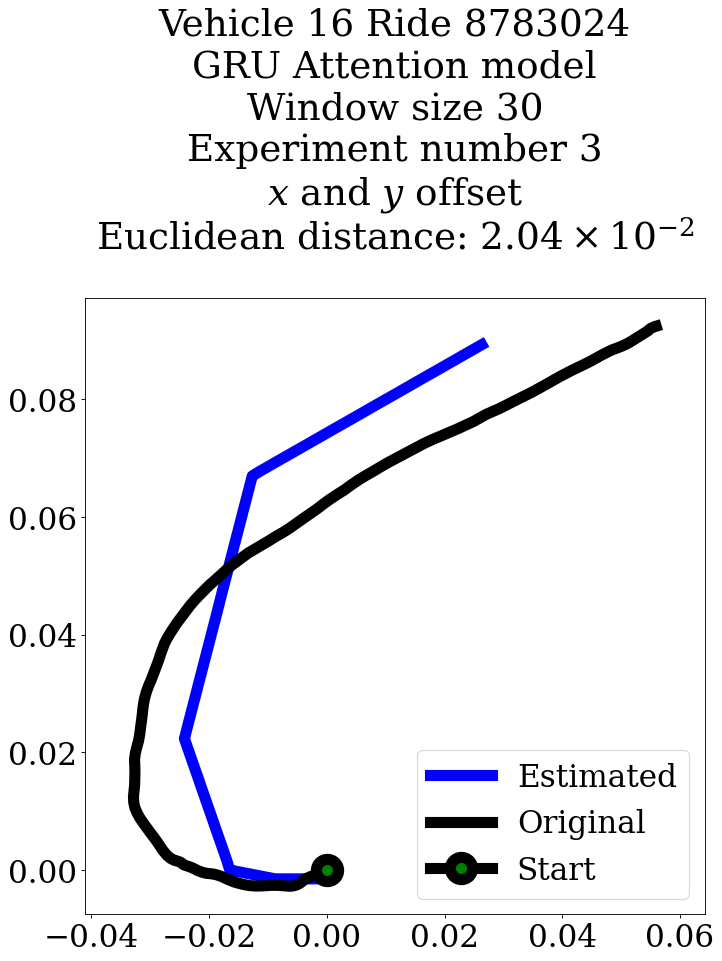 Vehicle 16 Ride 8783024
GRU Attention model
Window size 30
Experiment number 3
x and y offset
Euclidean distance: 2.04 × 10⁻²
0.08
0.06
0.04
0.02
0.00
Estimated
Original
Start
−0.04 −0.02 0.00 0.02 0.04 0.06